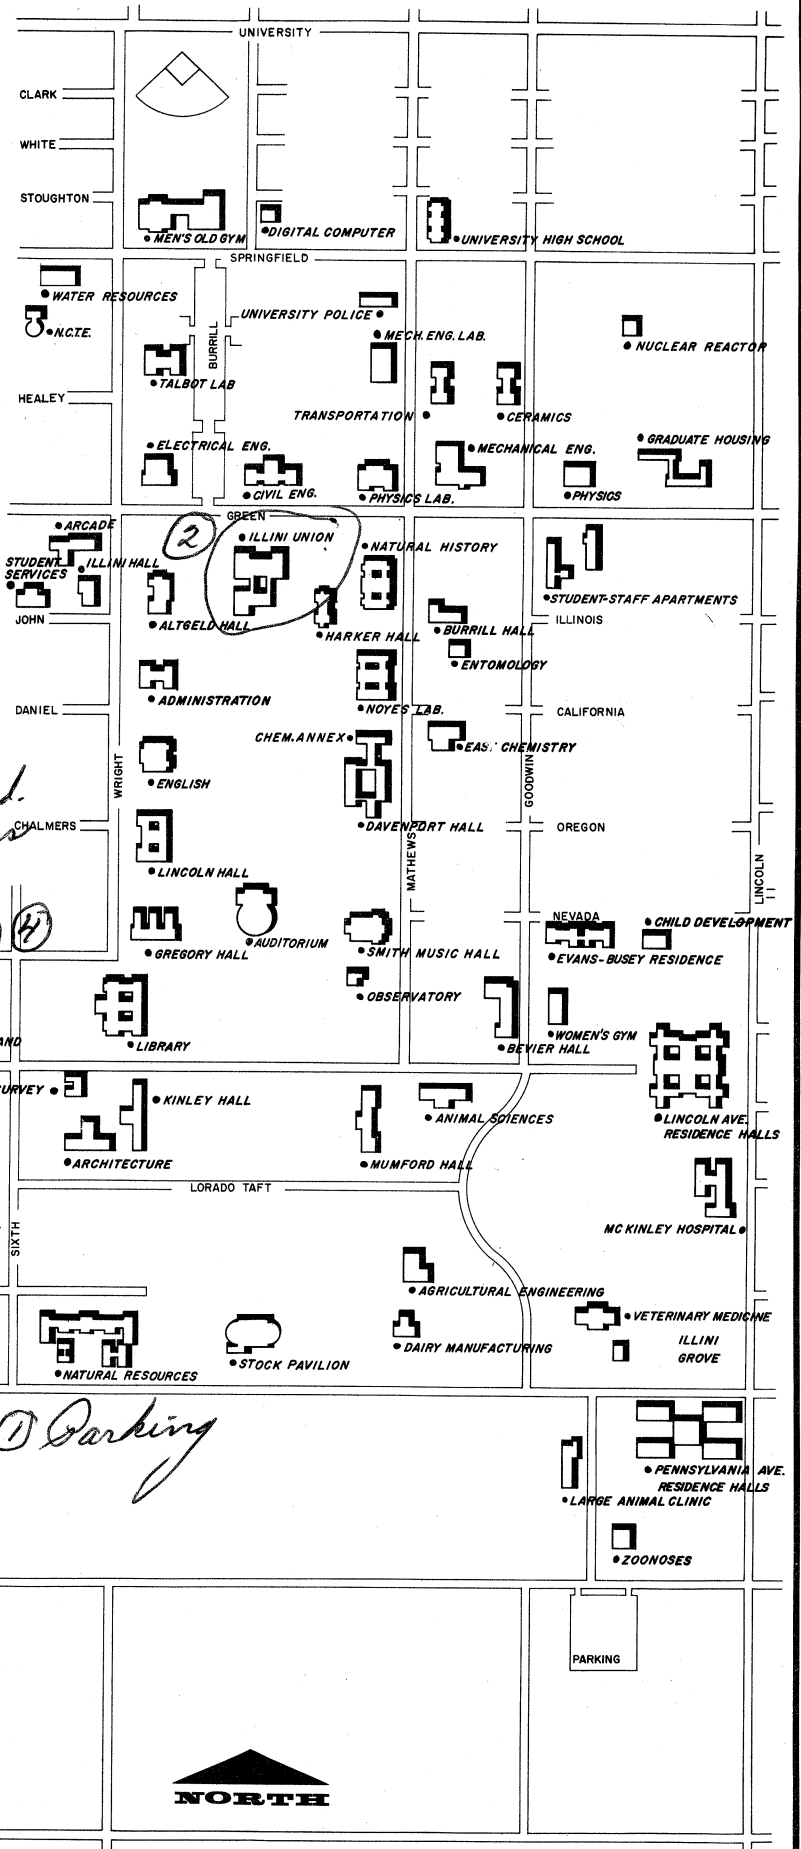 UNIVERSITY
CLARK
WHITE
STOUGHTON
MEN'S OLD GYM
DIGITAL COMPUTER
UNIVERSITY HIGH SCHOOL
SPRINGFIELD
WATER RESOURCES
UNIVERSITY POLICE
N.C.T.E.
BURRILL
MECH. ENG. LAB.
NUCLEAR REACTOR
TALBOT LAB
HEALEY
TRANSPORTATION
CERAMICS
ELECTRICAL ENG.
MECHANICAL ENG.
GRADUATE HOUSING
CIVIL ENG.
PHYSICS LAB.
PHYSICS
GREEN
ARCADE
2
ILLINI UNION
NATURAL HISTORY
STUDENT
SERVICES
ILLINI HALL
STUDENT-STAFF APARTMENTS
JOHN
ALTGELD HALL
HARKER HALL
BURRILL HALL
ILLINOIS
ENTOMOLOGY
ADMINISTRATION
DANIEL
NOYES LAB.
CALIFORNIA
CHEM. ANNEX
EAST CHEMISTRY
WRIGHT
ENGLISH
GOODWIN
CHALMERS
DAVENPORT HALL
OREGON
MATHEWS
LINCOLN HALL
LINCOLN
4
AUDITORIUM
NEVADA
CHILD DEVELOPMENT
GREGORY HALL
SMITH MUSIC HALL
EVANS-BUSEY RESIDENCE
OBSERVATORY
LIBRARY
BEVIER HALL
WOMEN'S GYM
AND
SURVEY
KINLEY HALL
ANIMAL SCIENCES
LINCOLN AVE.
RESIDENCE HALLS
ARCHITECTURE
MUMFORD HALL
LORADO TAFT
SIXTH
MC KINLEY HOSPITAL
AGRICULTURAL ENGINEERING
VETERINARY MEDICINE
DAIRY MANUFACTURING
ILLINI
GROVE
STOCK PAVILION
NATURAL RESOURCES
1 Parking
PENNSYLVANIA AVE.
RESIDENCE HALLS
LARGE ANIMAL CLINIC
ZOONOSES
PARKING
NORTH